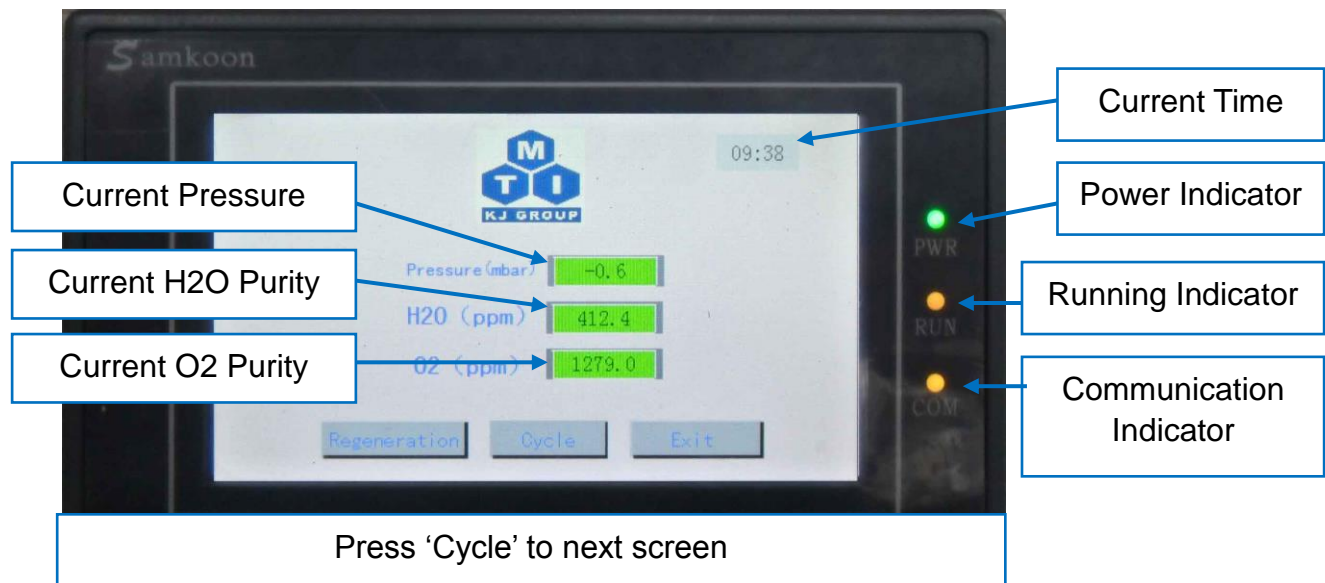 Samkoon
Current Time
M
T I
KJ GROUP
09:38
Current Pressure
Power Indicator
PWR
Pressure(mbar) -0.6
Current H2O Purity
H2O (ppm) 412.4
Running Indicator
RUN
Current O2 Purity
O2 (ppm) 1279.0
Communication
Indicator
COM
Regeneration Cycle Exit
Press ‘Cycle’ to next screen